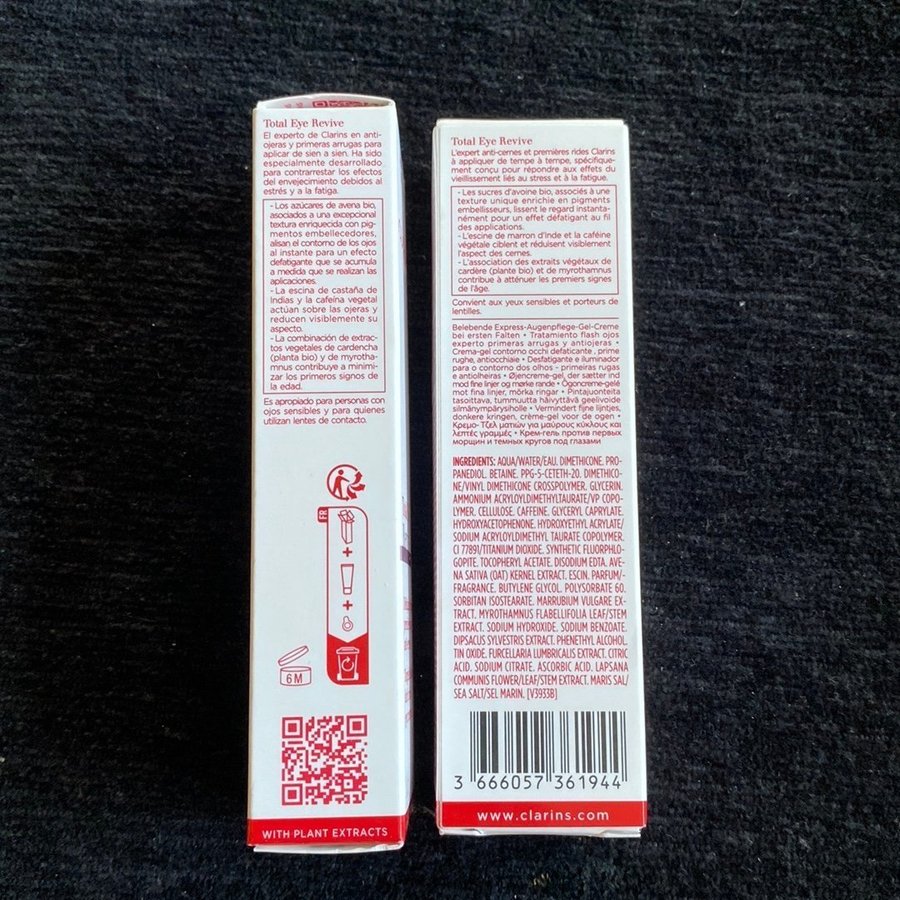 Total Eye Revive
El experto de Clarins en anti-
ojeras y primeras arrugas para
aplicar de sien a sien. Ha sido
especialmente desarrollado
para contrarrestar los efectos
del envejecimiento debidos al
estrés y a la fatiga.
- Los azúcares de avena bio,
asociados a una excepcional
textura enriquecida con pig-
mentos embellecedores,
alisan el contorno de los ojos
al instante para un efecto
defatigante que se acumula
a medida que se realizan las
aplicaciones.
- La escina de castaña de
Indias y la cafeína vegetal
actúan sobre las ojeras y
reducen visiblemente su
aspecto.
- La combinación de extrac-
tos vegetales de cardencha
(planta bio) y de myrotha-
mnus contribuye a minimi-
zar los primeros signos de
la edad.
Es apropiado para personas con
ojos sensibles y para quienes
utilizan lentes de contacto.
FR
+
+
6M
WITH PLANT EXTRACTS
Total Eye Revive
L'expert anti-cernes et premières rides Clarins
à appliquer de tempe à tempe, spécifique-
ment conçu pour répondre aux effets du
vieillissement liés au stress et à la fatigue.
- Les sucres d'avoine bio, associés à une
texture unique enrichie en pigments
embellisseurs, lissent le regard instanta-
nément pour un effet défatigant au fil
des applications.
- L'escine de marron d'Inde et la caféine
végétale ciblent et réduisent visiblement
l'aspect des cernes.
- L'association des extraits végétaux de
cardère (plante bio) et de myrothamnus
contribue à atténuer les premiers signes
de l'âge.
Convient aux yeux sensibles et porteurs de
lentilles.
Belebende Express-Augenpflege-Gel-Creme
bei ersten Falten • Tratamiento flash ojos
experto primeras arrugas y antiojeras •
Crema-gel contorno occhi defaticante, prime
rughe, antiocchiaie • Desfatigante e iluminador
para o contorno dos olhos - primeiras rugas
e antiolheiras • Øjencreme-gel, der sætter ind
mod fine linjer og mørke rande • Ögoncreme-gelé
mot fina linjer, mörka ringar • Pintajuonteita
tasoittava, tummuutta häivyttävä geelivoide
silmänympärysiholle • Vermindert fijne lijntjes,
donkere kringen, crème-gel voor de ogen •
Κρεμο-Τζελ ματιών για μαύρους κύκλους και
λεπτές γραμμές • Крем-гель против первых
морщин и темных кругов под глазами
INGREDIENTS: AQUA/WATER/EAU. DIMETHICONE. PRO-
PANEDIOL. BETAINE. PPG-5-CETETH-20. DIMETHICO-
NE/VINYL DIMETHICONE CROSSPOLYMER. GLYCERIN.
AMMONIUM ACRYLOYLDIMETHYLTAURATE/VP COPO-
LYMER. CELLULOSE. CAFFEINE. GLYCERYL CAPRYLATE.
HYDROXYACETOPHENONE. HYDROXYETHYL ACRYLATE/
SODIUM ACRYLOYLDIMETHYL TAURATE COPOLYMER.
CI 77891/TITANIUM DIOXIDE. SYNTHETIC FLUORPHLO-
GOPITE. TOCOPHERYL ACETATE. DISODIUM EDTA. AVE-
NA SATIVA (OAT) KERNEL EXTRACT. ESCIN. PARFUM/-
FRAGRANCE. BUTYLENE GLYCOL. POLYSORBATE 60.
SORBITAN ISOSTEARATE. MARRUBIUM VULGARE EX-
TRACT. MYROTHAMNUS FLABELLIFOLIA LEAF/STEM
EXTRACT. SODIUM HYDROXIDE. SODIUM BENZOATE.
DIPSACUS SYLVESTRIS EXTRACT. PHENETHYL ALCOHOL.
TIN OXIDE. FURCELLARIA LUMBRICALIS EXTRACT. CITRIC
ACID. SODIUM CITRATE. ASCORBIC ACID. LAPSANA
COMMUNIS FLOWER/LEAF/STEM EXTRACT. MARIS SAL/
SEA SALT/SEL MARIN. [V3933B]
3 666057 361944
www.clarins.com